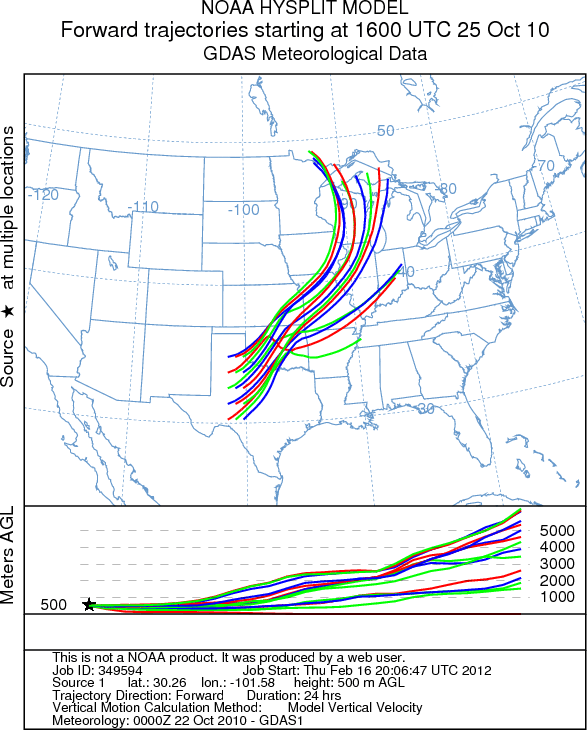 NOAA HYSPLIT MODEL
Forward trajectories starting at 1600 UTC 25 Oct 10
GDAS Meteorological Data
Source ★ at multiple locations
50
-70
-120
-110
-100
-90
-80
40
30
Meters AGL
500
5000
4000
3000
2000
1000
This is not a NOAA product. It was produced by a web user.
Job ID: 349594 Job Start: Thu Feb 16 20:06:47 UTC 2012
Source 1 lat.: 30.26 lon.: -101.58 height: 500 m AGL
Trajectory Direction: Forward Duration: 24 hrs
Vertical Motion Calculation Method: Model Vertical Velocity
Meteorology: 0000Z 22 Oct 2010 - GDAS1